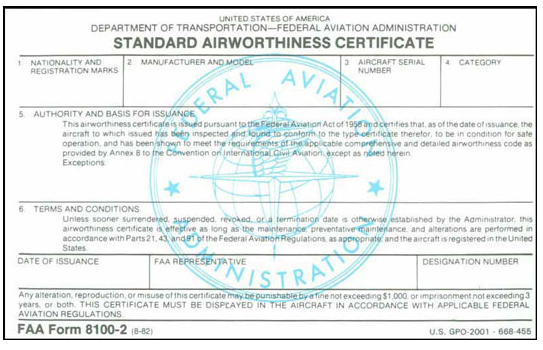 UNITED STATES OF AMERICA
DEPARTMENT OF TRANSPORTATION—FEDERAL AVIATION ADMINISTRATION
STANDARD AIRWORTHINESS CERTIFICATE
1 NATIONALITY AND REGISTRATION MARKS
2 MANUFACTURER AND MODEL
3 AIRCRAFT SERIAL NUMBER
4 CATEGORY
FEDERAL AVIATION
ADMINISTRATION
5. AUTHORITY AND BASIS FOR ISSUANCE
This airworthiness certificate is issued pursuant to the Federal Aviation Act of 1958 and certifies that, as of the date of issuance, the
aircraft to which issued has been inspected and found to conform to the type certificate therefor, to be in condition for safe
operation, and has been shown to meet the requirements of the applicable comprehensive and detailed airworthiness code as
provided by Annex 8 to the Convention on International Civil Aviation, except as noted herein.
Exceptions:
6. TERMS AND CONDITIONS
Unless sooner surrendered, suspended, revoked, or a termination date is otherwise established by the Administrator, this
airworthiness certificate is effective as long as the maintenance, preventative maintenance, and alterations are performed in
accordance with Parts 21, 43, and 91 of the Federal Aviation Regulations, as appropriate, and the aircraft is registered in the United
States.
DATE OF ISSUANCE
FAA REPRESENTATIVE
DESIGNATION NUMBER
Any alteration, reproduction, or misuse of this certificate may be punishable by a fine not exceeding $1,000, or imprisonment not exceeding 3
years, or both. THIS CERTIFICATE MUST BE DISPLAYED IN THE AIRCRAFT IN ACCORDANCE WITH APPLICABLE FEDERAL
AVIATION REGULATIONS.
FAA Form 8100-2 (8-82)
U.S. GPO-2001 - 668-455